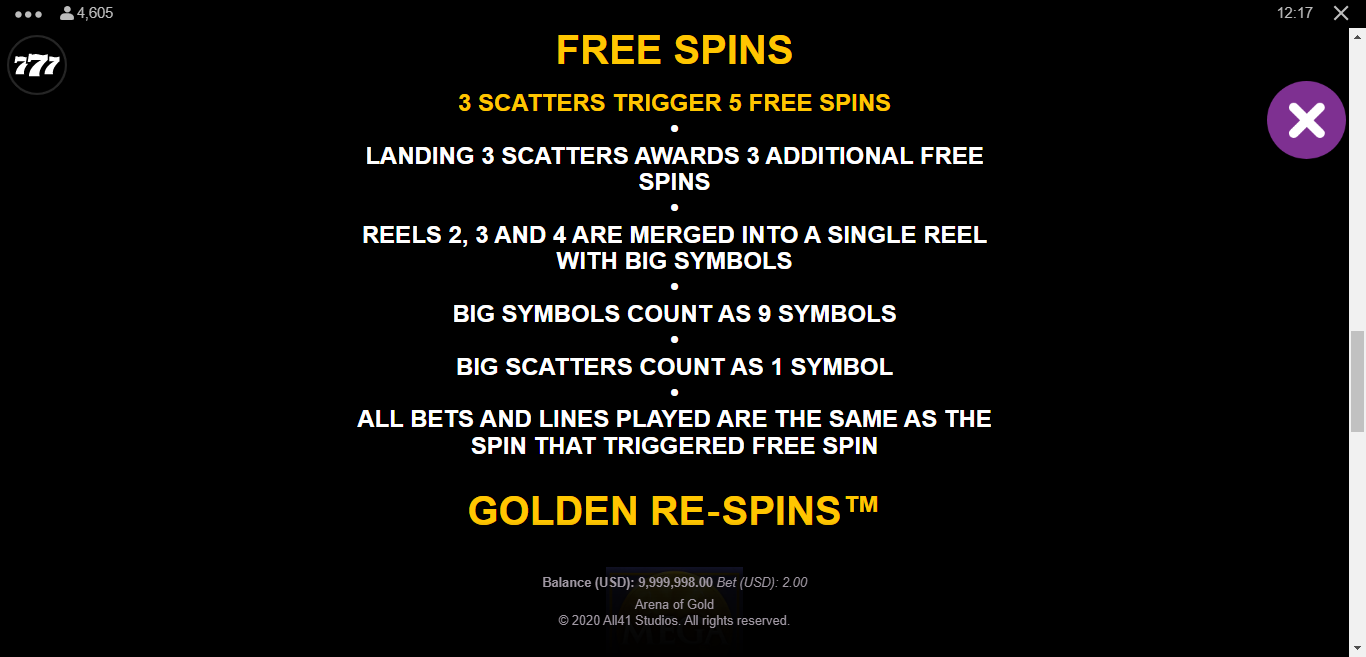 4,605
12:17
777
FREE SPINS
3 SCATTERS TRIGGER 5 FREE SPINS
•
LANDING 3 SCATTERS AWARDS 3 ADDITIONAL FREE
SPINS
•
REELS 2, 3 AND 4 ARE MERGED INTO A SINGLE REEL
WITH BIG SYMBOLS
•
BIG SYMBOLS COUNT AS 9 SYMBOLS
•
BIG SCATTERS COUNT AS 1 SYMBOL
•
ALL BETS AND LINES PLAYED ARE THE SAME AS THE
SPIN THAT TRIGGERED FREE SPIN
GOLDEN RE-SPINS™
Balance (USD): 9,999,998.00 Bet (USD): 2.00
Arena of Gold
© 2020 All41 Studios. All rights reserved.
MEGA